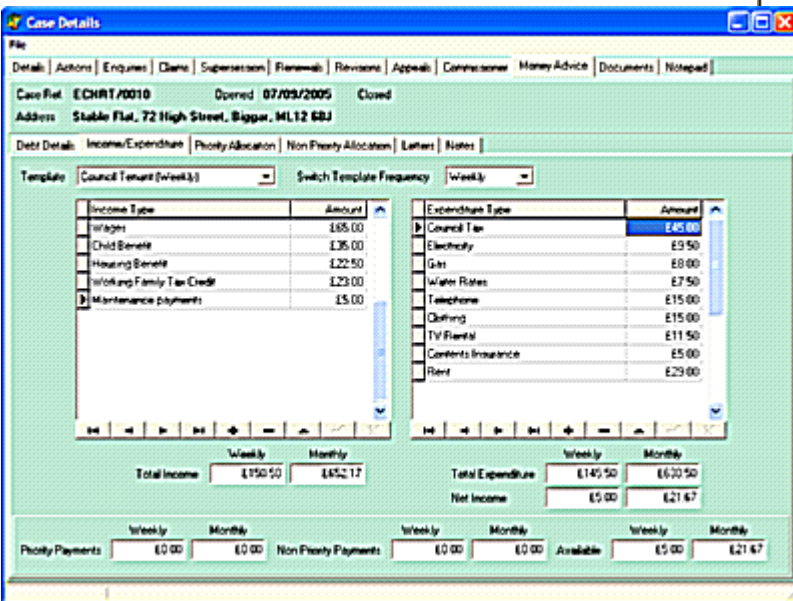 Case Details
File
Details Actions Enquiries Claims Supersession Renewals Revisions Appeals Commissioner Money Advice Documents Notepad
Case Ref: ECHRT/0010 Opened 07/09/2005 Closed
Address Stable Flat, 72 High Street, Biggar, ML12 6BJ
Debt Details Income/Expenditure Priority Allocation Non Priority Allocation Letters Notes
Template Council Tenant (Weekly) Switch Template Frequency Weekly
Income Type Amount Expenditure Type Amount
Wages £65.00 Council Tax £45.00
Child Benefit £35.00 Electricity £9.50
Housing Benefit £22.50 Gas £8.00
Working Family Tax Credit £23.00 Water Rates £7.50
Maintenance payments £5.00 Telephone £15.00
Clothing £15.00
TV Rental £11.50
Contents Insurance £5.00
Rent £29.00
Weekly Monthly Weekly Monthly
Total Income £150.50 £652.17 Total Expenditure £145.50 £630.50
Net Income £5.00 £21.67
Weekly Monthly Weekly Monthly Weekly Monthly
Priority Payments £0.00 £0.00 Non Priority Payments £0.00 £0.00 Available £5.00 £21.67